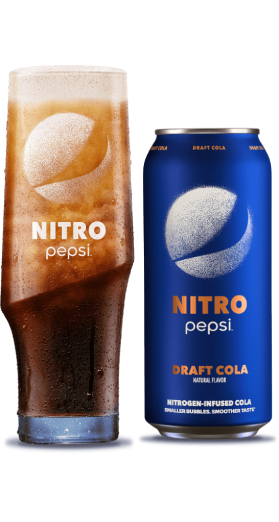 NITRO
pepsi
DRAFT COLA
NITRO
pepsi
DRAFT COLA
NATURAL FLAVOR
NITROGEN-INFUSED COLA
SMALLER BUBBLES. SMOOTHER TASTE*